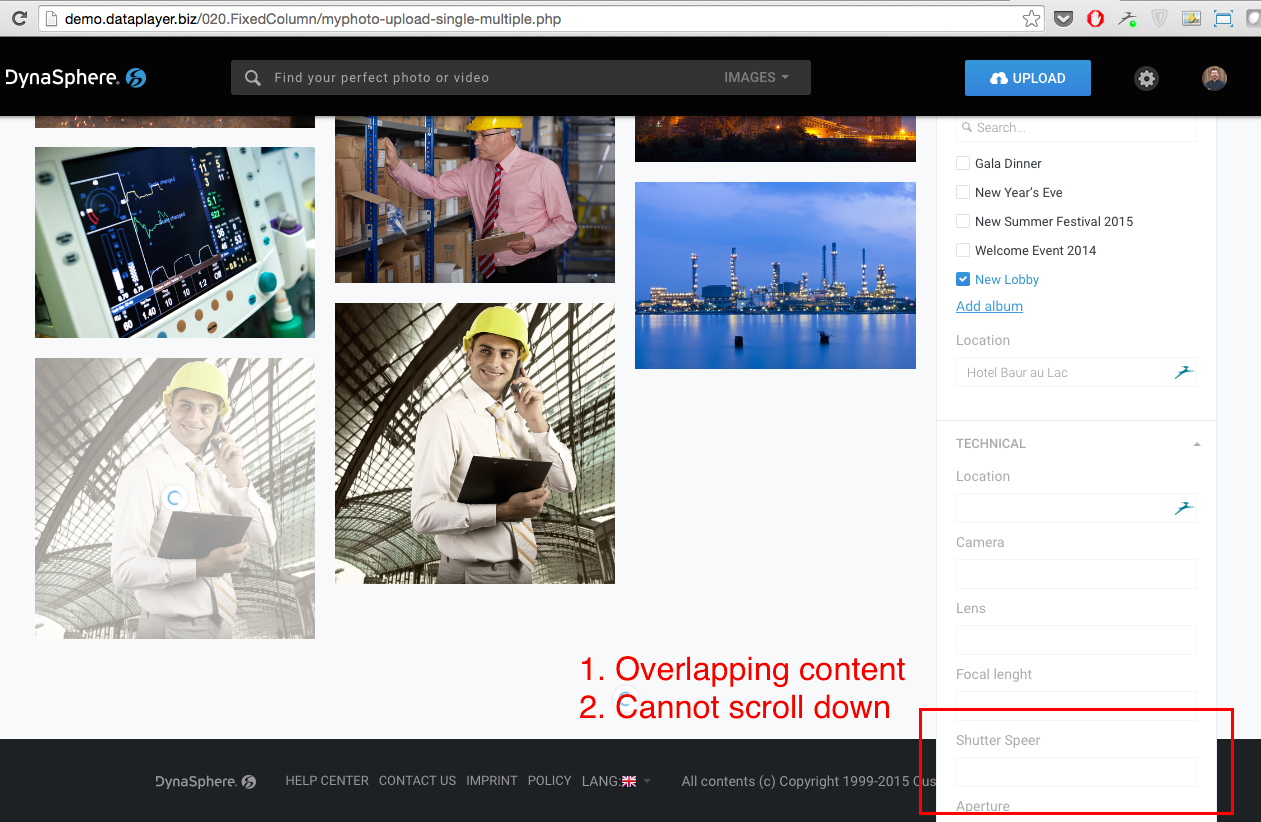 demo.dataplayer.biz/020.FixedColumn/myphoto-upload-single-multiple.php
DynaSphere.
Find your perfect photo or video
IMAGES
UPLOAD
Search...
Gala Dinner
New Year's Eve
New Summer Festival 2015
Welcome Event 2014
New Lobby
Add album
Location
Hotel Baur au Lac
TECHNICAL
Location
Camera
Lens
Focal lenght
Shutter Speer
Aperture
1. Overlapping content
2. Cannot scroll down
DynaSphere.
HELP CENTER CONTACT US IMPRINT POLICY LANG:
All contents (c) Copyright 1999-2015 Cus